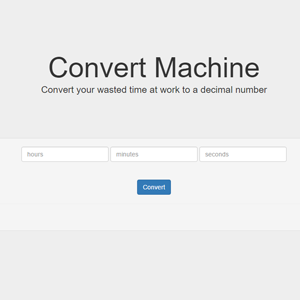 Convert Machine
Convert your wasted time at work to a decimal number
hours minutes seconds
Convert